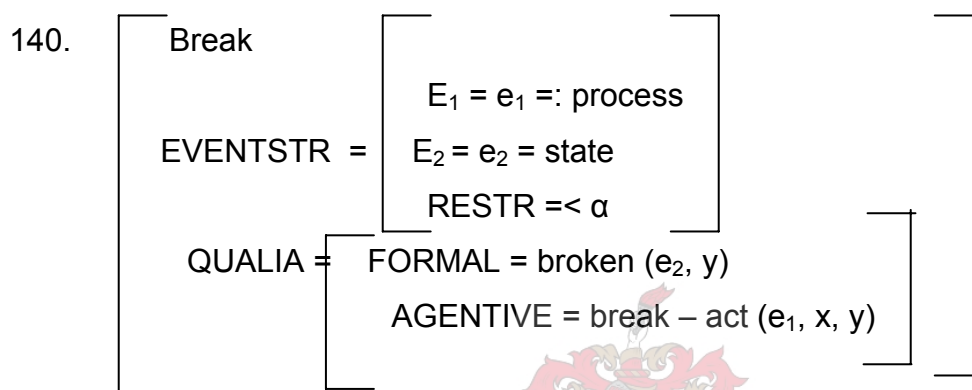 140. Break
E₁ = e₁ =: process
EVENTSTR = E₂ = e₂ = state
RESTR =< α
QUALIA = FORMAL = broken (e₂, y)
AGENTIVE = break – act (e₁, x, y)